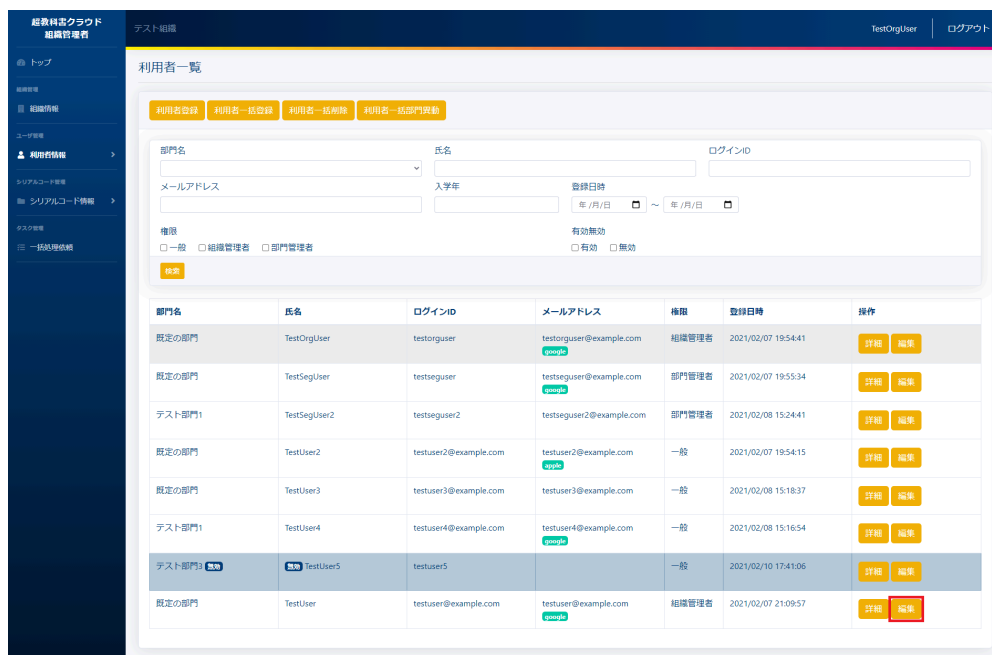 超教科書クラウド
組織管理者
テスト組織
TestOrgUser
ログアウト
トップ
組織管理
組織情報
ユーザ管理
利用者情報
シリアルコード管理
シリアルコード情報
タスク管理
一括処理依頼
利用者一覧
利用者登録 利用者一括登録 利用者一括削除 利用者一括部門異動
部門名 氏名 ログインID
メールアドレス 入学年 登録日時
年/月/日 ～ 年/月/日
権限 有効無効
一般 組織管理者 部門管理者 有効 無効
検索
部門名 氏名 ログインID メールアドレス 権限 登録日時 操作
既定の部門 TestOrgUser testorguser testorguser@example.com 組織管理者 2021/02/07 19:54:41 詳細 編集
google
既定の部門 TestSegUser testseguser testseguser@example.com 部門管理者 2021/02/07 19:55:34 詳細 編集
google
テスト部門1 TestSegUser2 testseguser2 testseguser2@example.com 部門管理者 2021/02/08 15:24:41 詳細 編集
既定の部門 TestUser2 testuser2@example.com testuser2@example.com 一般 2021/02/07 19:54:15 詳細 編集
apple
既定の部門 TestUser3 testuser3@example.com testuser3@example.com 一般 2021/02/08 15:18:37 詳細 編集
テスト部門1 TestUser4 testuser4@example.com testuser4@example.com 一般 2021/02/08 15:16:54 詳細 編集
google
テスト部門3 無効 無効 TestUser5 testuser5 一般 2021/02/10 17:41:06 詳細 編集
既定の部門 TestUser testuser@example.com testuser@example.com 組織管理者 2021/02/07 21:09:57 詳細 編集
google